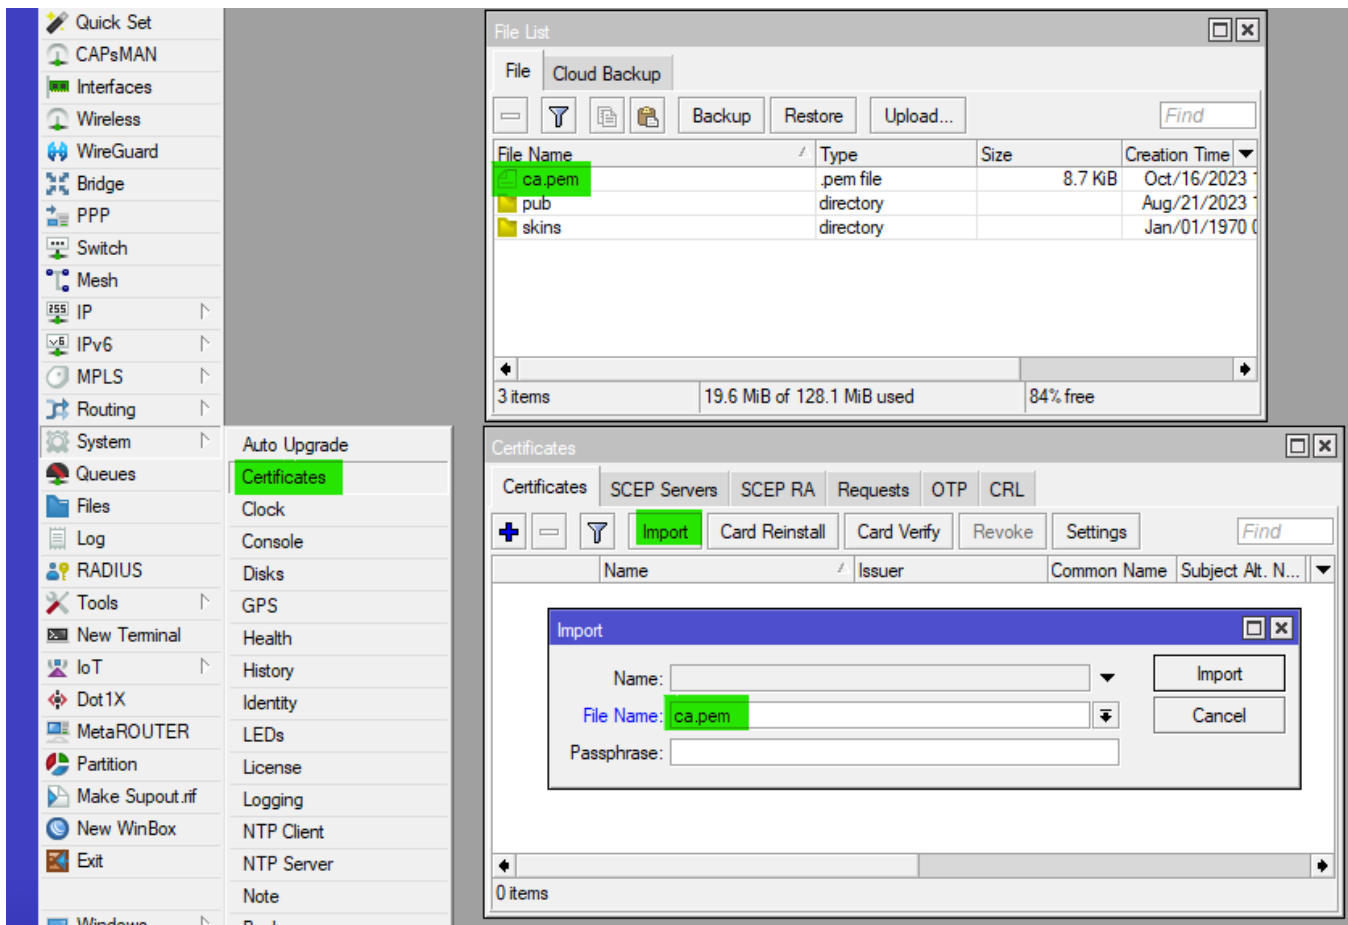 Quick Set
CAPsMAN
Interfaces
Wireless
WireGuard
Bridge
PPP
Switch
Mesh
255 IP
v6 IPv6
MPLS
Routing
System
Queues
Files
Log
RADIUS
Tools
New Terminal
IoT
Dot1X
MetaROUTER
Partition
Make Supout.rif
New WinBox
Exit
Windows
Auto Upgrade
Certificates
Clock
Console
Disks
GPS
Health
History
Identity
LEDs
License
Logging
NTP Client
NTP Server
Note
File List
File Cloud Backup
Backup Restore Upload... Find
File Name Type Size Creation Time
ca.pem .pem file 8.7 KiB Oct/16/2023 1
pub directory Aug/21/2023 1
skins directory Jan/01/1970 0
3 items 19.6 MiB of 128.1 MiB used 84% free
Certificates
Certificates SCEP Servers SCEP RA Requests OTP CRL
Import Card Reinstall Card Verify Revoke Settings Find
Name Issuer Common Name Subject Alt. N...
Import
Name: Import
File Name: ca.pem Cancel
Passphrase:
0 items